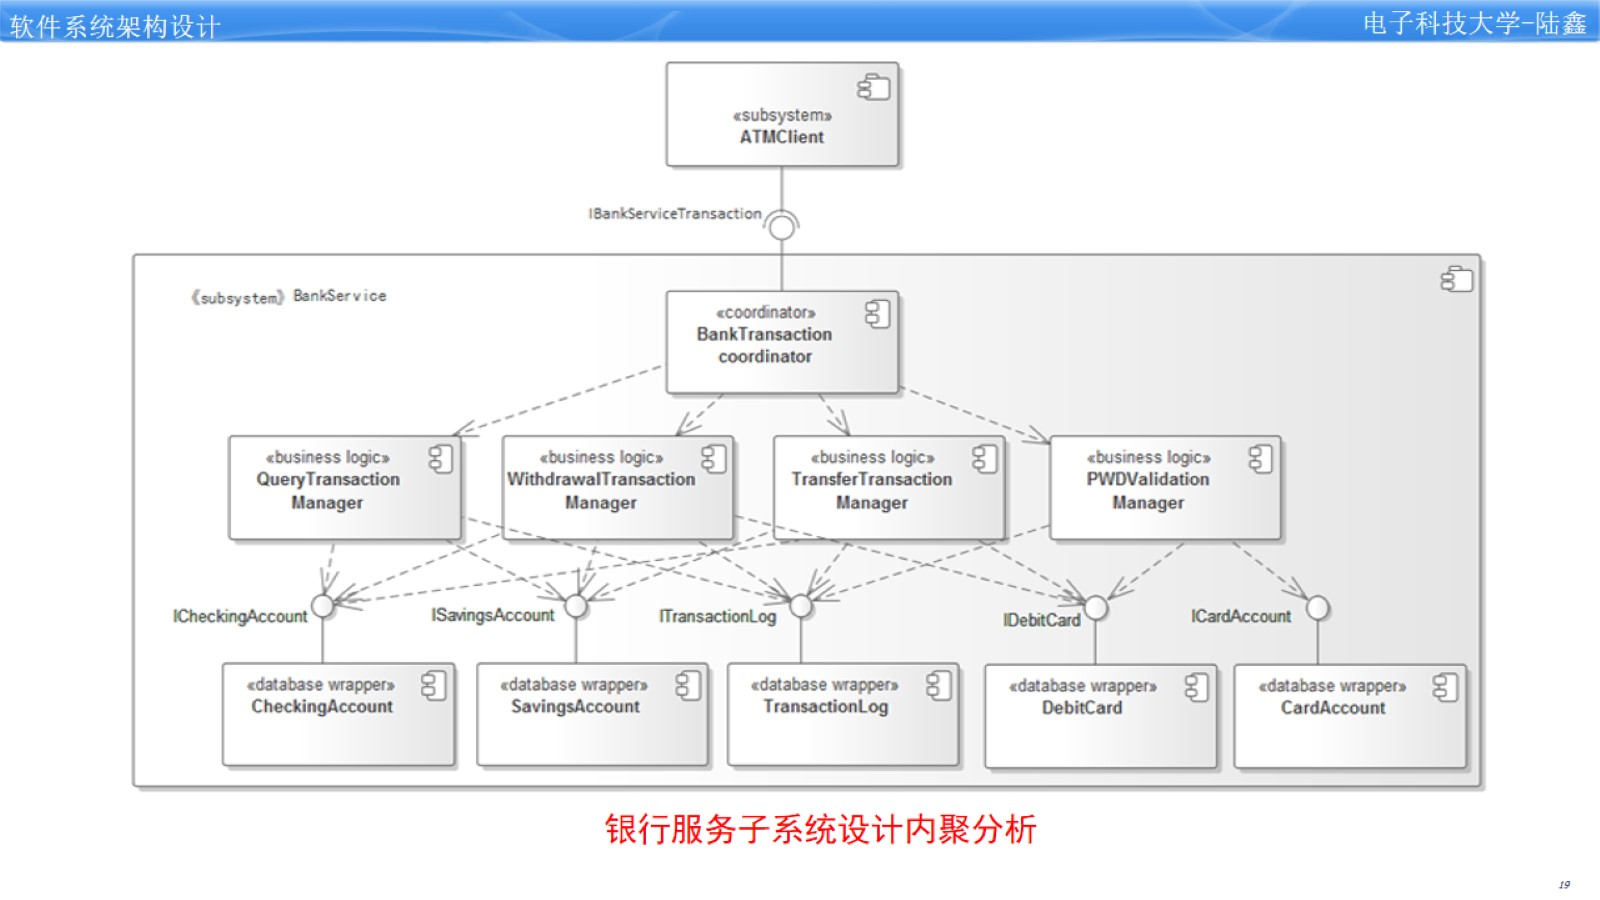 软件系统架构设计
电子科技大学-陆鑫
«subsystem»
ATMClient
IBankServiceTransaction
《subsystem》 BankService
«coordinator»
BankTransaction
coordinator
«business logic»
QueryTransaction
Manager
«business logic»
WithdrawalTransaction
Manager
«business logic»
TransferTransaction
Manager
«business logic»
PWDValidation
Manager
ICheckingAccount
ISavingsAccount
ITransactionLog
IDebitCard
ICardAccount
«database wrapper»
CheckingAccount
«database wrapper»
SavingsAccount
«database wrapper»
TransactionLog
«database wrapper»
DebitCard
«database wrapper»
CardAccount
银行服务子系统设计内聚分析
19